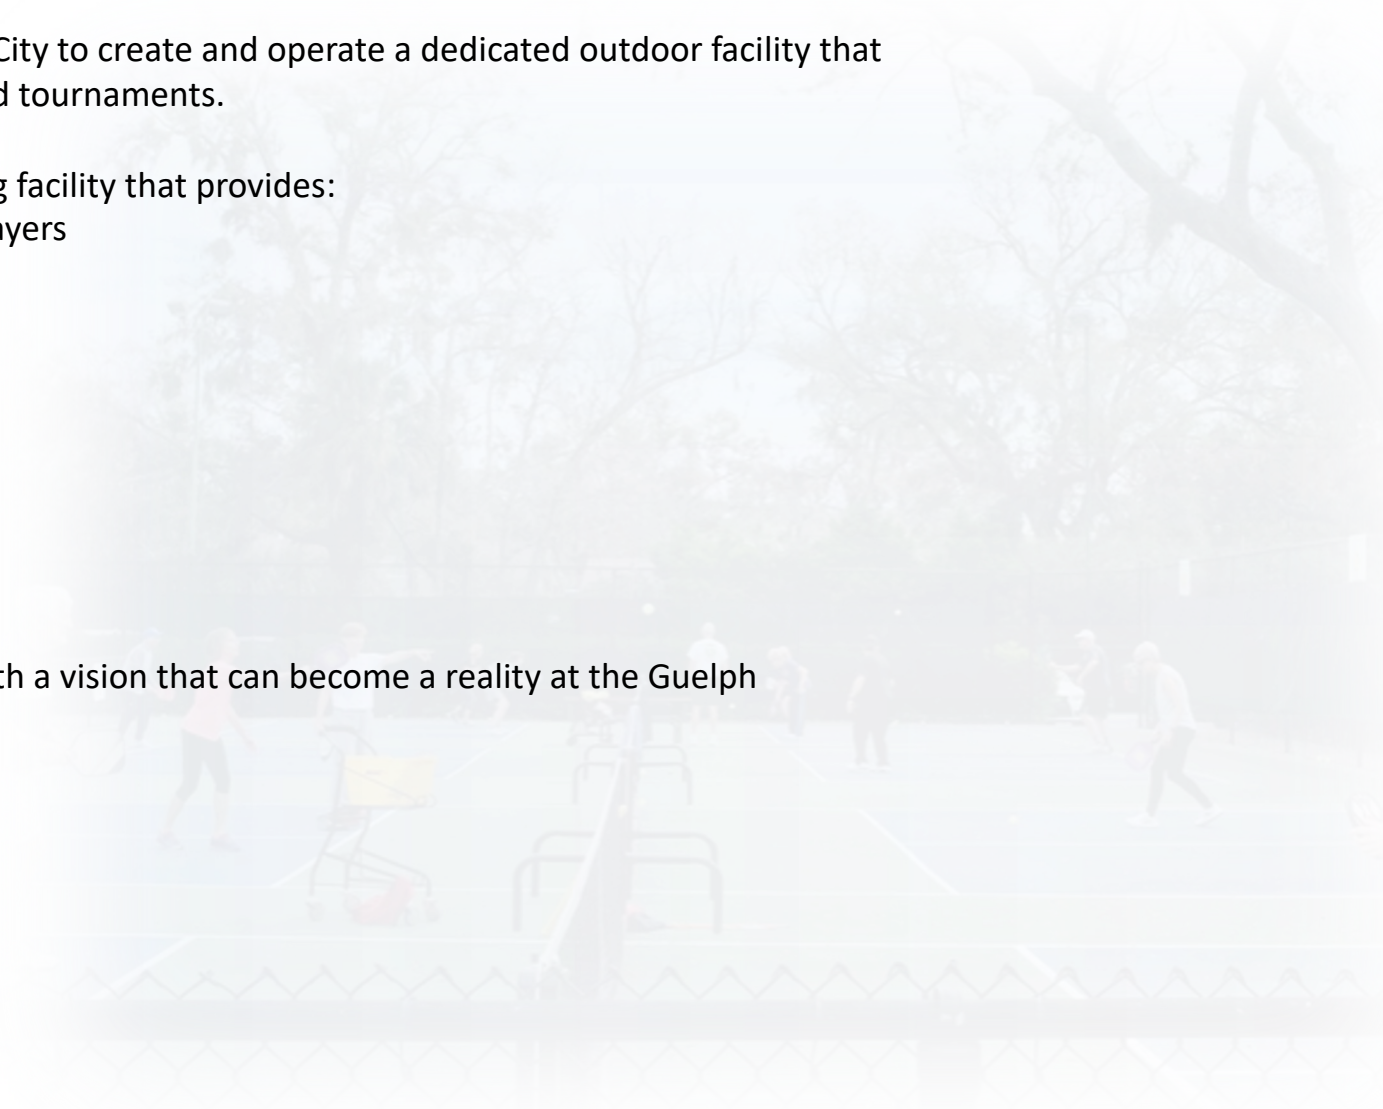 City to create and operate a dedicated outdoor facility that
d tournaments.
g facility that provides:
ayers
th a vision that can become a reality at the Guelph